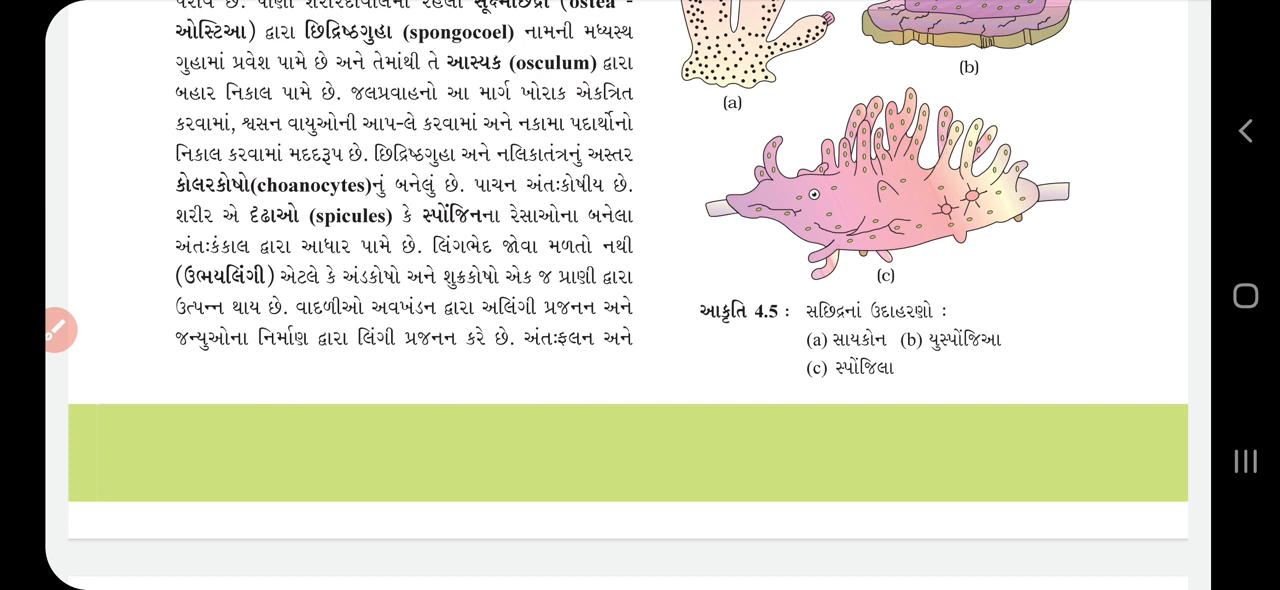 ઓસ્ટિઆ) દ્વારા છિદ્રિષ્ઠગુહા (spongocoel) નામની મધ્યસ્થ
ગુહામાં પ્રવેશ પામે છે અને તેમાંથી તે આસ્યક (osculum) દ્વારા
બહાર નિકાલ પામે છે. જલપ્રવાહનો આ માર્ગ ખોરાક એકત્રિત
કરવામાં, શ્વસન વાયુઓની આપ-લે કરવામાં અને નકામા પદાર્થોનો
નિકાલ કરવામાં મદદરૂપ છે. છિદ્રિષ્ઠગુહા અને નલિકાતંત્રનું અસ્તર
કોલરકોષો(choanocytes)નું બનેલું છે. પાચન અંતઃકોષીય છે.
શરીર એ દૃઢાઓ (spicules) કે સ્પોંજિનના રેસાઓના બનેલા
અંતઃકંકાલ દ્વારા આધાર પામે છે. લિંગભેદ જોવા મળતો નથી
(ઉભયલિંગી) એટલે કે અંડકોષો અને શુક્રકોષો એક જ પ્રાણી દ્વારા
ઉત્પન્ન થાય છે. વાદળીઓ અવખંડન દ્વારા અલિંગી પ્રજનન અને
જન્યુઓના નિર્માણ દ્વારા લિંગી પ્રજનન કરે છે. અંતઃફલન અને
(a)
(b)
(c)
આકૃતિ 4.5 : સછિદ્રનાં ઉદાહરણો :
(a) સાયકોન (b) યુસ્પોંજિઆ
(c) સ્પોંજિલા